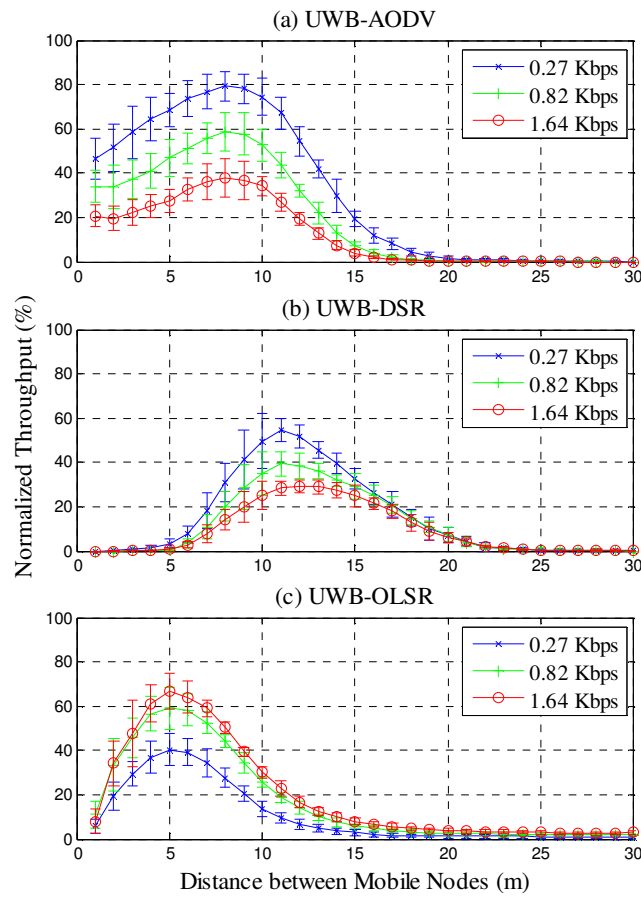 (a) UWB-AODV
100
80
60
40
20
0
0 5 10 15 20 25 30
0.27 Kbps
0.82 Kbps
1.64 Kbps
(b) UWB-DSR
100
80
60
40
20
0
0 5 10 15 20 25 30
0.27 Kbps
0.82 Kbps
1.64 Kbps
Normalized Throughput (%)
(c) UWB-OLSR
100
80
60
40
20
0
0 5 10 15 20 25 30
0.27 Kbps
0.82 Kbps
1.64 Kbps
Distance between Mobile Nodes (m)